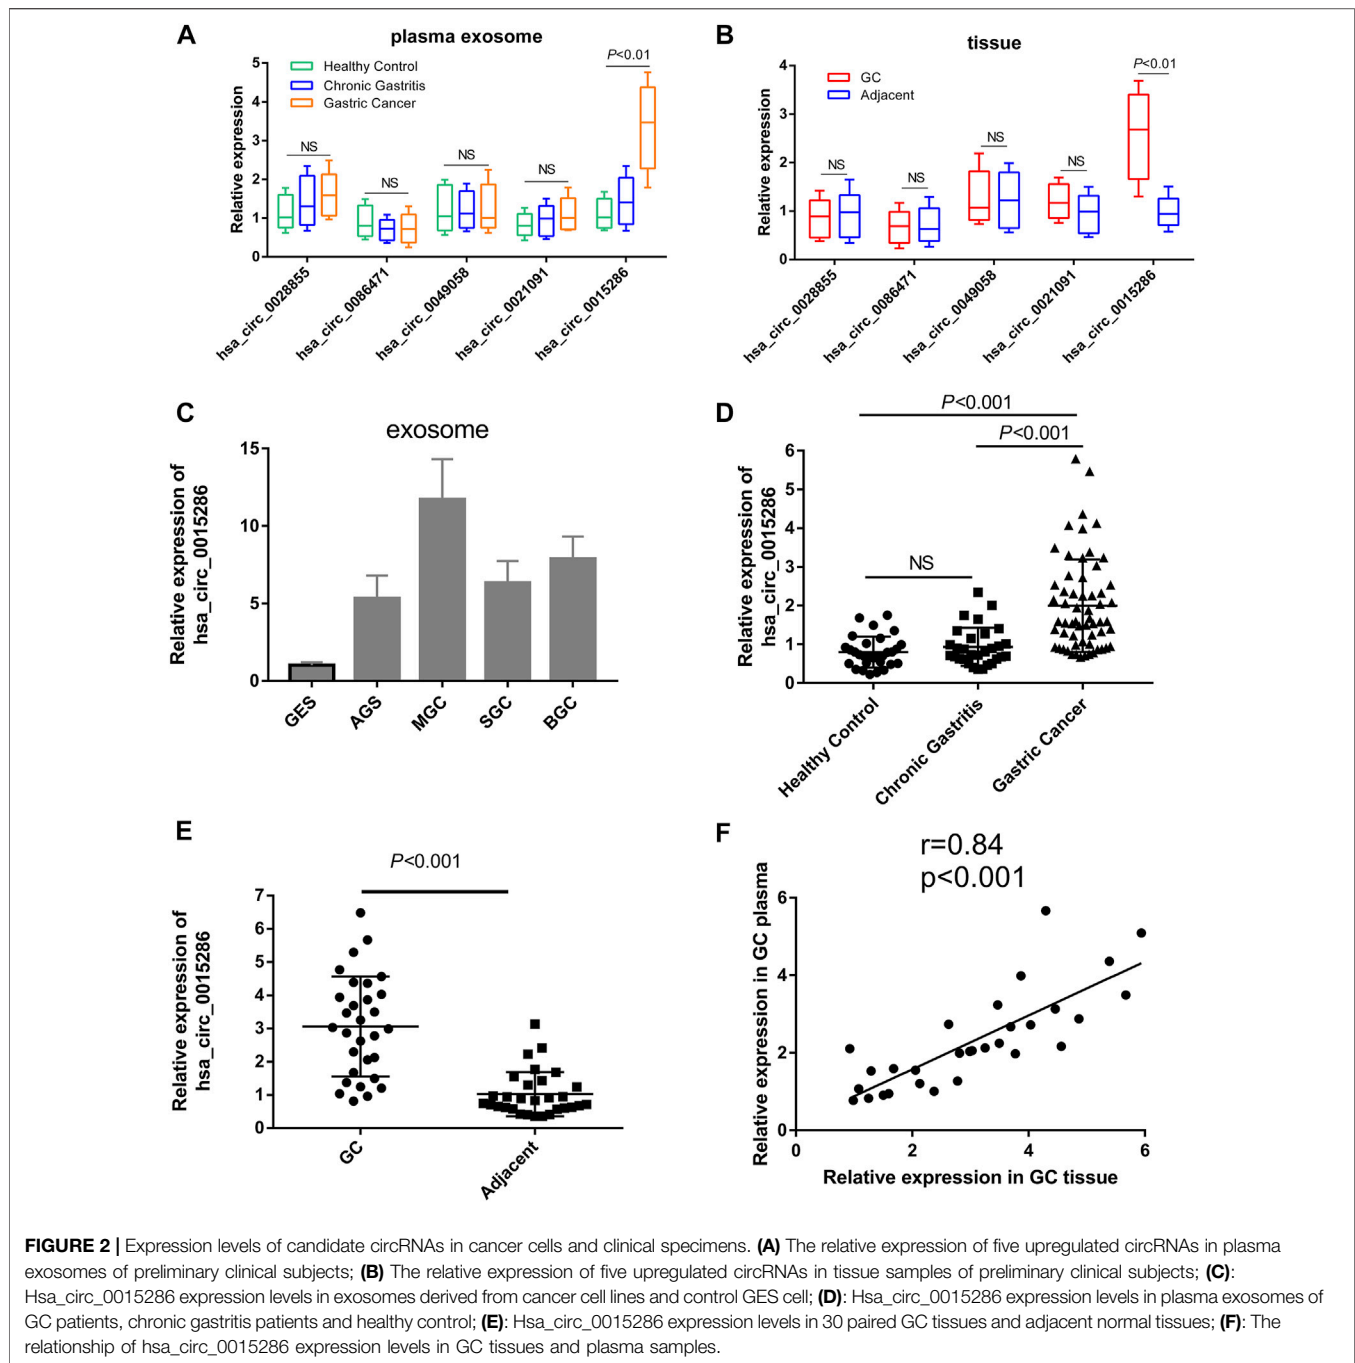 A
plasma exosome
Healthy Control
Chronic Gastritis
Gastric Cancer
P<0.01
NS
NS
NS
NS
Relative expression
5
4
3
2
1
0
hsa_circ_0028855
hsa_circ_0086471
hsa_circ_0049058
hsa_circ_0021091
hsa_circ_0015286
B
tissue
GC
Adjacent
P<0.01
NS
NS
NS
NS
Relative expression
4
3
2
1
0
hsa_circ_0028855
hsa_circ_0086471
hsa_circ_0049058
hsa_circ_0021091
hsa_circ_0015286
C
exosome
Relative expression of
hsa_circ_0015286
15
10
5
0
GES
AGS
MGC
SGC
BGC
D
P<0.001
P<0.001
NS
Relative expression of
hsa_circ_0015286
6
5
4
3
2
1
0
Healthy Control
Chronic Gastritis
Gastric Cancer
E
P<0.001
Relative expression of
hsa_circ_0015286
7
6
5
4
3
2
1
0
GC
Adjacent
F
r=0.84
p<0.001
Relative expression in GC plasma
6
4
2
0
0
2
4
6
Relative expression in GC tissue
FIGURE 2 | Expression levels of candidate circRNAs in cancer cells and clinical specimens. (A) The relative expression of five upregulated circRNAs in plasma
exosomes of preliminary clinical subjects; (B) The relative expression of five upregulated circRNAs in tissue samples of preliminary clinical subjects; (C):
Hsa_circ_0015286 expression levels in exosomes derived from cancer cell lines and control GES cell; (D): Hsa_circ_0015286 expression levels in plasma exosomes of
GC patients, chronic gastritis patients and healthy control; (E): Hsa_circ_0015286 expression levels in 30 paired GC tissues and adjacent normal tissues; (F): The
relationship of hsa_circ_0015286 expression levels in GC tissues and plasma samples.